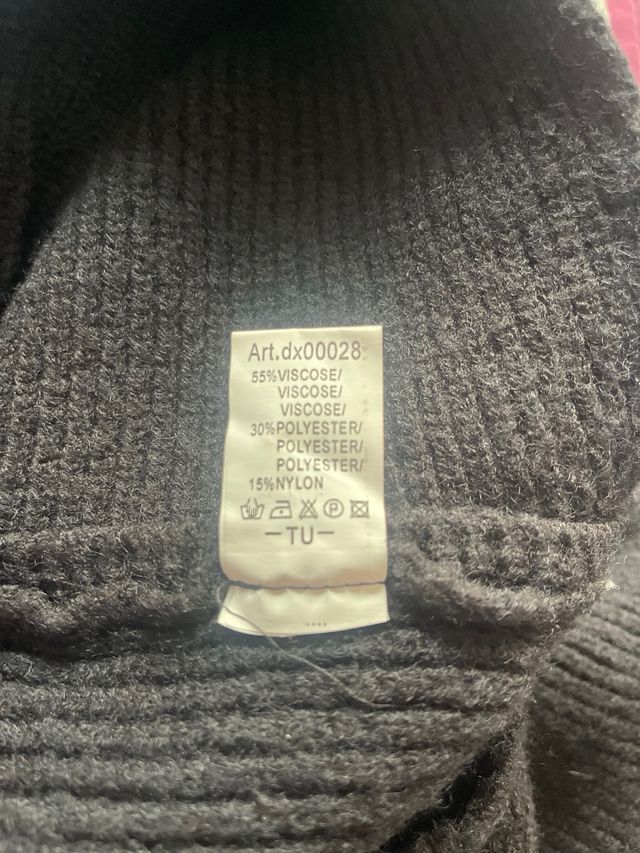 Art.dx00028
55%VISCOSE/
VISCOSE/
VISCOSE/
30%POLYESTER/
POLYESTER/
POLYESTER/
15%NYLON
P
-TU-